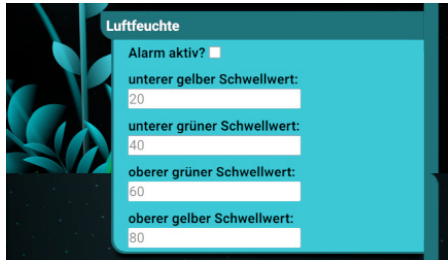 Luftfeuchte
Alarm aktiv?
unterer gelber Schwellwert:
20
unterer grüner Schwellwert:
40
oberer grüner Schwellwert:
60
oberer gelber Schwellwert:
80